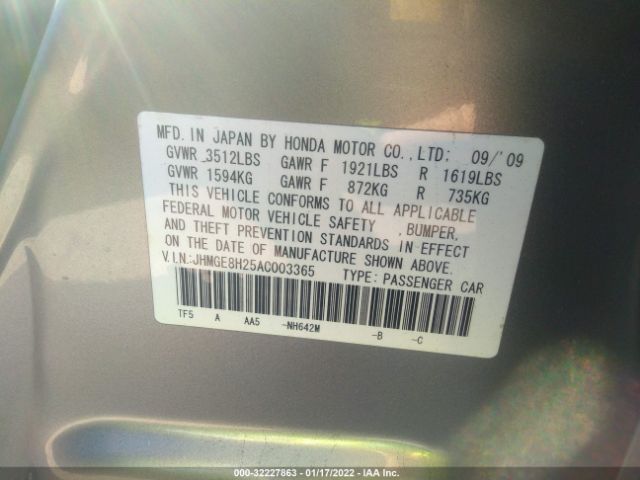 MFD. IN JAPAN BY HONDA MOTOR CO., LTD: 09/'09
GVWR 3512LBS GAWR F 1921LBS R 1619LBS
GVWR 1594KG GAWR F 872KG R 735KG
THIS VEHICLE CONFORMS TO ALL APPLICABLE
FEDERAL MOTOR VEHICLE SAFETY , BUMPER,
AND THEFT PREVENTION STANDARDS IN EFFECT
ON THE DATE OF MANUFACTURE SHOWN ABOVE.
V.I.N.:JHMGE8H25AC003365 TYPE: PASSENGER CAR
TF5 A AA5 -NH642M -B -C
000-32227863 - 01/17/2022 - IAA Inc.